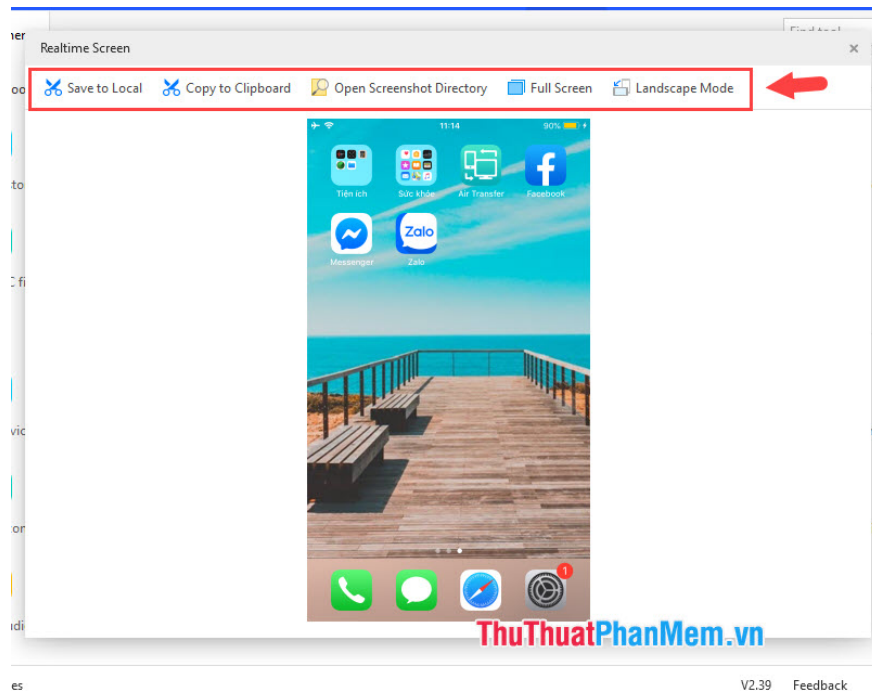 Find tool
Realtime Screen
Save to Local Copy to Clipboard Open Screenshot Directory Full Screen Landscape Mode
11:14 90%
Tiện ích Sức khỏe Air Transfer Facebook
Zalo
Messenger Zalo
1
ThuThuatPhanMem.vn
V2.39 Feedback